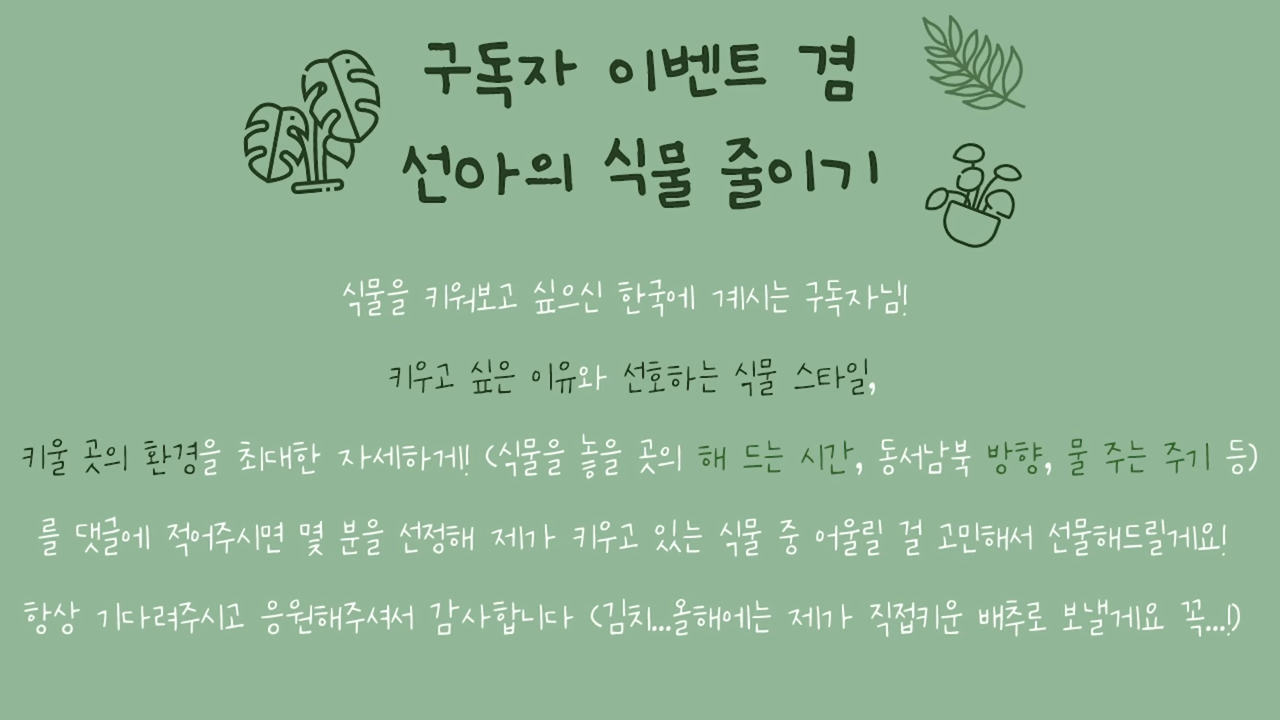 구독자 이벤트 겸
선아의 식물 줄이기
식물을 키워보고 싶으신 한국에 계시는 구독자님!
키우고 싶은 이유와 선호하는 식물 스타일,
키울 곳의 환경을 최대한 자세하게! (식물을 놓을 곳의 해 드는 시간, 동서남북 방향, 물 주는 주기 등)
를 댓글에 적어주시면 몇 분을 선정해 제가 키우고 있는 식물 중 어울릴 걸 고민해서 선물해드릴게요!
항상 기다려주시고 응원해주셔서 감사합니다 (김치...올해에는 제가 직접키운 배추로 보낼게요 꼭...!)